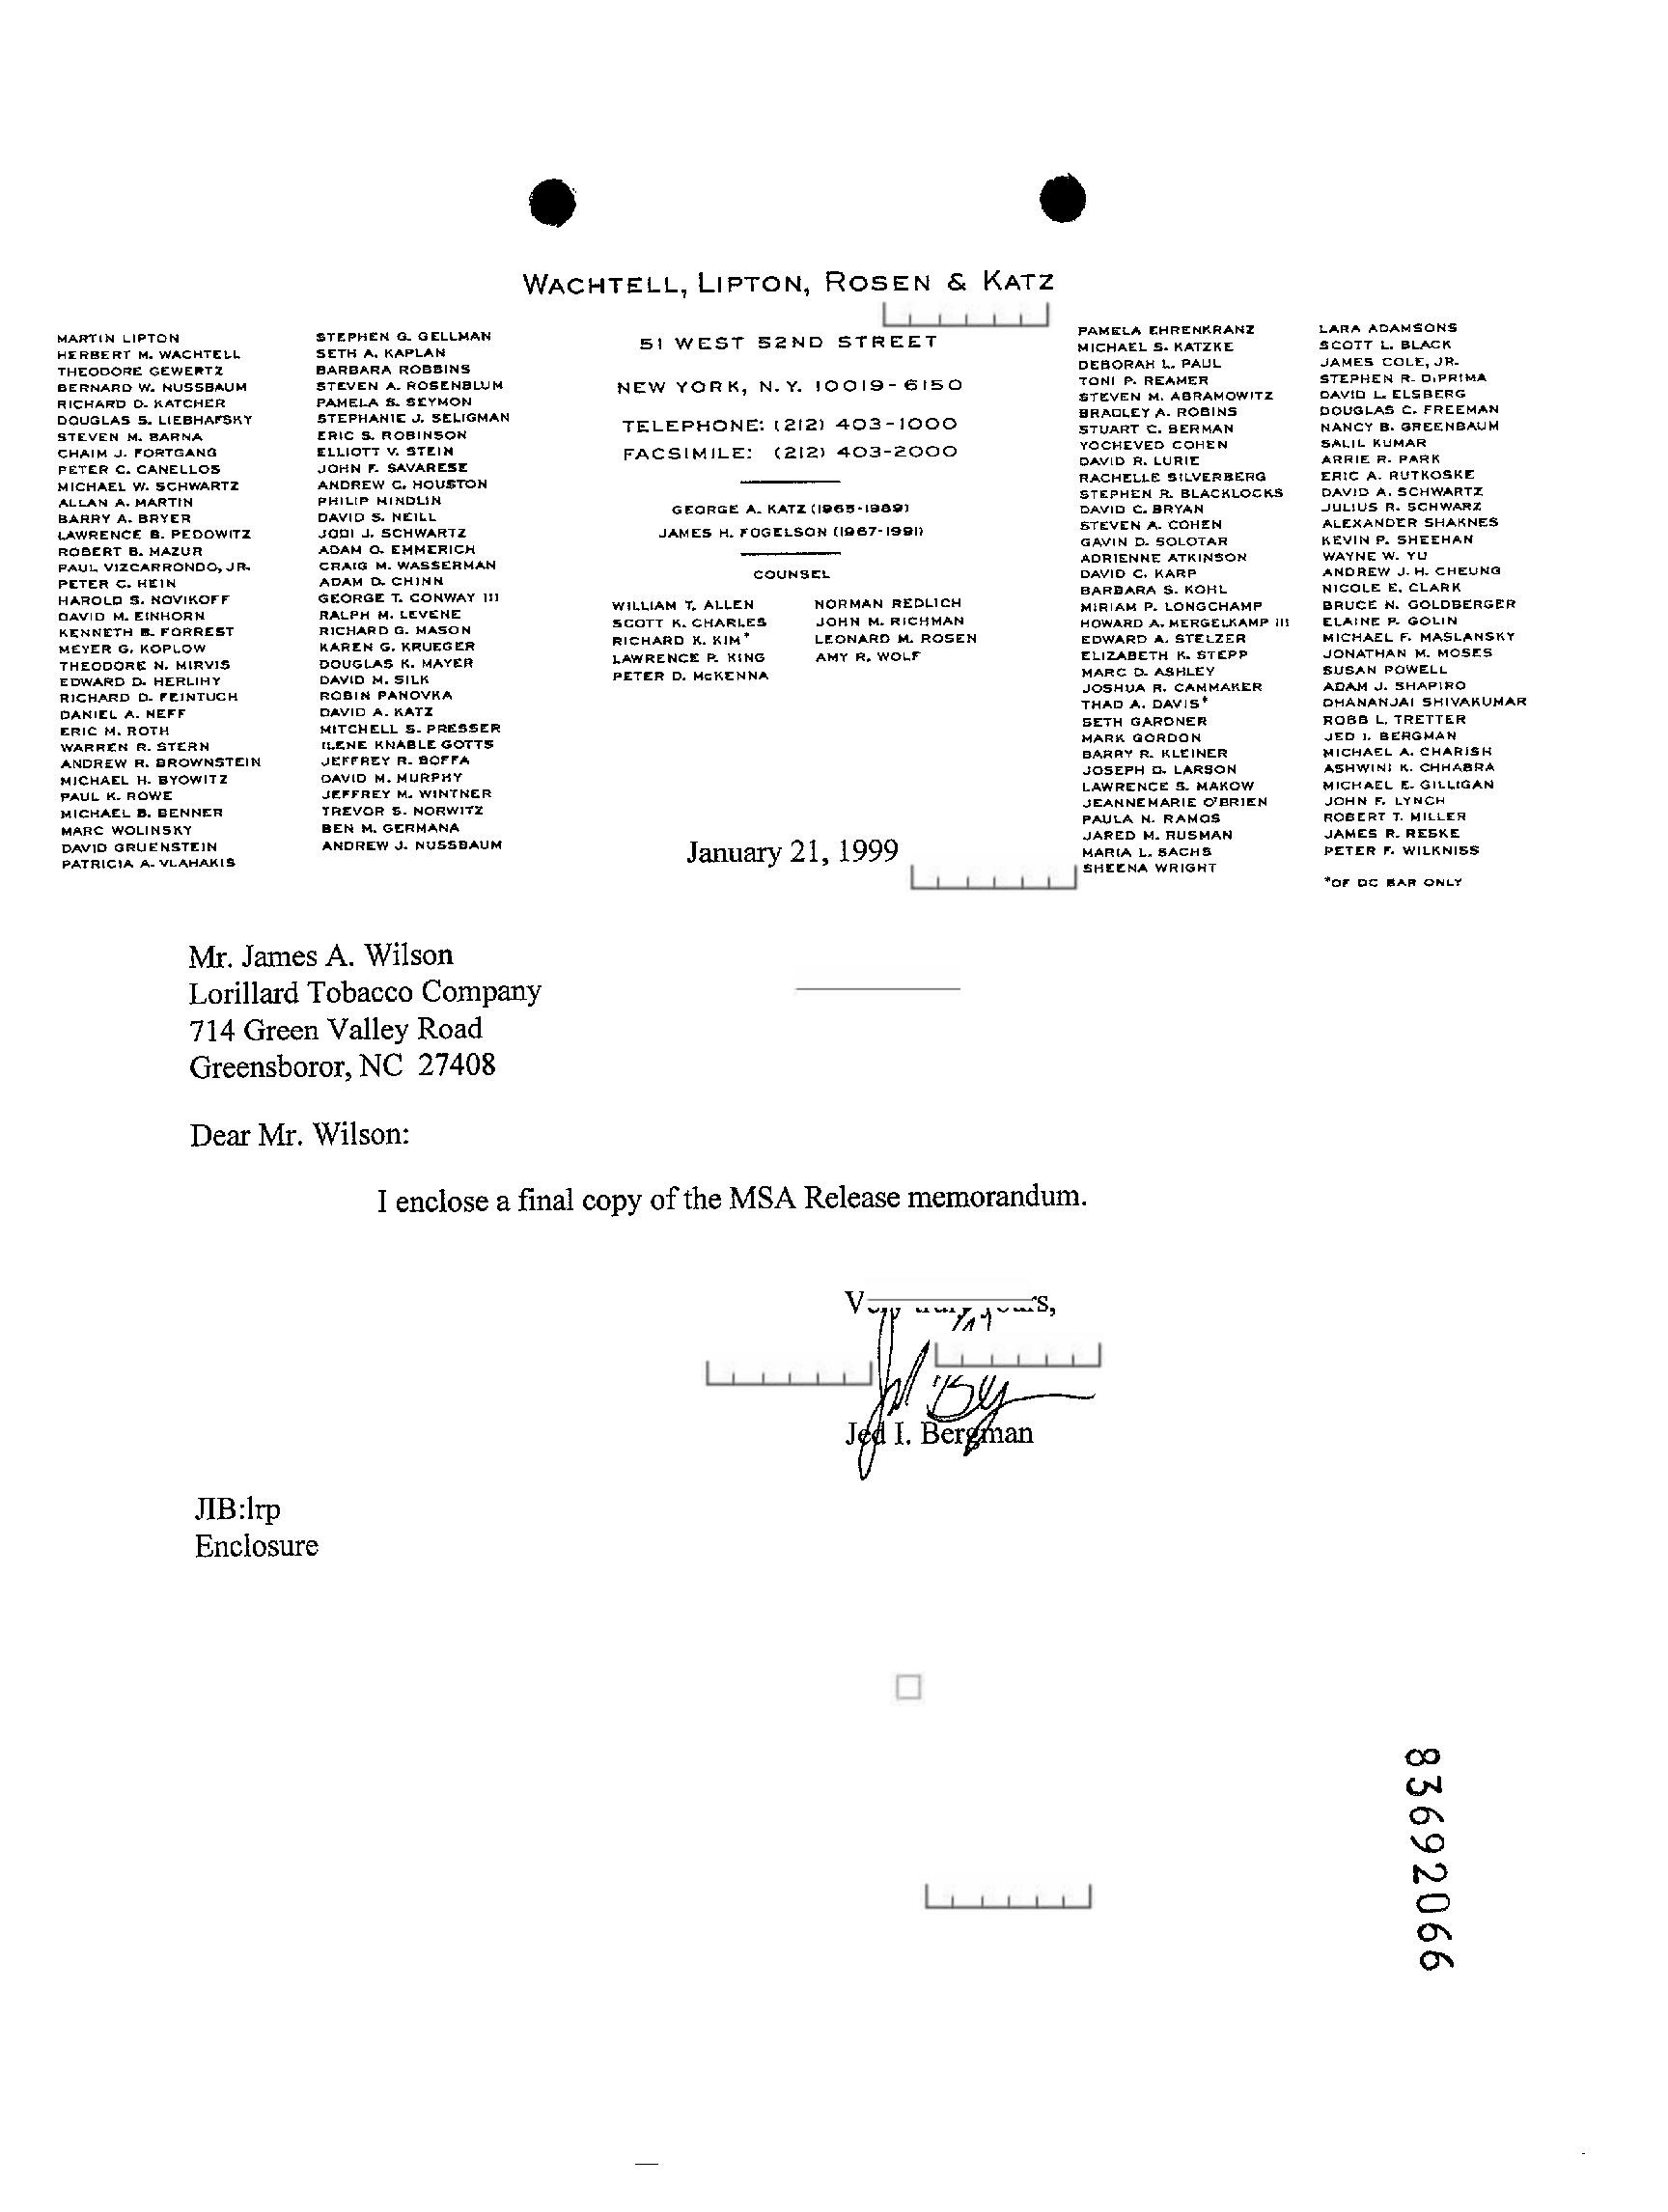 WACHTELL, LIPTON, ROSEN & KATZ
MARTIN LIPTON
HERBERT M. WACHTELL
THEODORE GEWERTZ
BERNARD W. NUSSBAUM
RICHARD D. KATCHER
DOUGLAS S. LIEBHAFSKY
STEVEN M. BARNA
CHAIM J. FORTGANG
PETER C. CANELLOS
MICHAEL W. SCHWARTZ
ALLAN A. MARTIN
BARRY A. BRYER
LAWRENCE B. PEDOWITZ
ROBERT B. MAZUR
PAUL VIZCARRONDO, JR.
PETER C. HEIN
HAROLD S. NOVIKOFF
DAVID M. EINHORN
KENNETH B. FORREST
MEYER G. KOPLOW
THEODORE N. MIRVIS
EDWARD D. HERLIHY
RICHARD D. FEINTUCH
DANIEL A. NEFF
ERIC M. ROTH
WARREN R. STERN
ANDREW R. BROWNSTEIN
MICHAEL H. BYOWITZ
PAUL K. ROWE
MICHAEL B. BENNER
MARC WOLINSKY
DAVID GRUENSTEIN
PATRICIA A. VLAHAKIS
STEPHEN G. GELLMAN
SETH A. KAPLAN
BARBARA ROBBINS
STEVEN A. ROSENBLUM
PAMELA S. SEYMON
STEPHANIE J. SELIGMAN
ERIC S. ROBINSON
ELLIOTT V. STEIN
JOHN F. SAVARESE
ANDREW C. HOUSTON
PHILIP MINDLIN
DAVID S. NEILL
JODI J. SCHWARTZ
ADAM O. EMMERICH
CRAIG M. WASSERMAN
ADAM D. CHINN
GEORGE T. CONWAY III
RALPH M. LEVENE
RICHARD G. MASON
KAREN G. KRUEGER
DOUGLAS K. MAYER
DAVID M. SILK
ROBIN PANOVKA
DAVID A. KATZ
MITCHELL S. PRESSER
ILENE KNABLE GOTTS
JEFFREY R. BOFFA
DAVID M. MURPHY
JEFFREY M. WINTNER
TREVOR S. NORWITZ
BEN M. GERMANA
ANDREW J. NUSSBAUM
51 WEST 52ND STREET
NEW YORK, N.Y. 10019-6150
TELEPHONE: (212) 403-1000
FACSIMILE: (212) 403-2000
GEORGE A. KATZ (1965-1989)
JAMES H. FOGELSON (1967-1991)
COUNSEL
WILLIAM T. ALLEN
SCOTT K. CHARLES
RICHARD K. KIM*
LAWRENCE P. KING
PETER D. McKENNA
NORMAN REDLICH
JOHN M. RICHMAN
LEONARD M. ROSEN
AMY R. WOLF
PAMELA EHRENKRANZ
MICHAEL S. KATZKE
DEBORAH L. PAUL
TONI P. REAMER
STEVEN M. ABRAMOWITZ
BRADLEY A. ROBINS
STUART C. BERMAN
YOCHEVED COHEN
DAVID R. LURIE
RACHELLE SILVERBERG
STEPHEN R. BLACKLOCKS
DAVID C. BRYAN
STEVEN A. COHEN
GAVIN D. SOLOTAR
ADRIENNE ATKINSON
DAVID C. KARP
BARBARA S. KOHL
MIRIAM P. LONGCHAMP
HOWARD A. MERGELKAMP III
EDWARD A. STELZER
ELIZABETH K. STEPP
MARC D. ASHLEY
JOSHUA R. CAMMAKER
THAD A. DAVIS*
SETH GARDNER
MARK GORDON
BARRY R. KLEINER
JOSEPH D. LARSON
LAWRENCE S. MAKOW
JEANNEMARIE O'BRIEN
PAULA N. RAMOS
JARED M. RUSMAN
MARIA L. SACHS
SHEENA WRIGHT
LARA ADAMSONS
SCOTT L. BLACK
JAMES COLE, JR.
STEPHEN R. DiPRIMA
DAVID L. ELSBERG
DOUGLAS C. FREEMAN
NANCY B. GREENBAUM
SALIL KUMAR
ARRIE R. PARK
ERIC A. RUTKOSKE
DAVID A. SCHWARTZ
JULIUS R. SCHWARZ
ALEXANDER SHAKNES
KEVIN P. SHEEHAN
WAYNE W. YU
ANDREW J. H. CHEUNG
NICOLE E. CLARK
BRUCE N. GOLDBERGER
ELAINE P. GOLIN
MICHAEL F. MASLANSKY
JONATHAN M. MOSES
SUSAN POWELL
ADAM J. SHAPIRO
DHANANJAI SHIVAKUMAR
ROBB L. TRETTER
JED I. BERGMAN
MICHAEL A. CHARISH
ASHWINI K. CHHABRA
MICHAEL E. GILLIGAN
JOHN F. LYNCH
ROBERT T. MILLER
JAMES R. RESKE
PETER F. WILKNISS
*OF DC BAR ONLY
January 21, 1999
Mr. James A. Wilson
Lorillard Tobacco Company
714 Green Valley Road
Greensboror, NC 27408
Dear Mr. Wilson:
I enclose a final copy of the MSA Release memorandum.
Jed I. Bergman
JIB:lrp
Enclosure
83692066